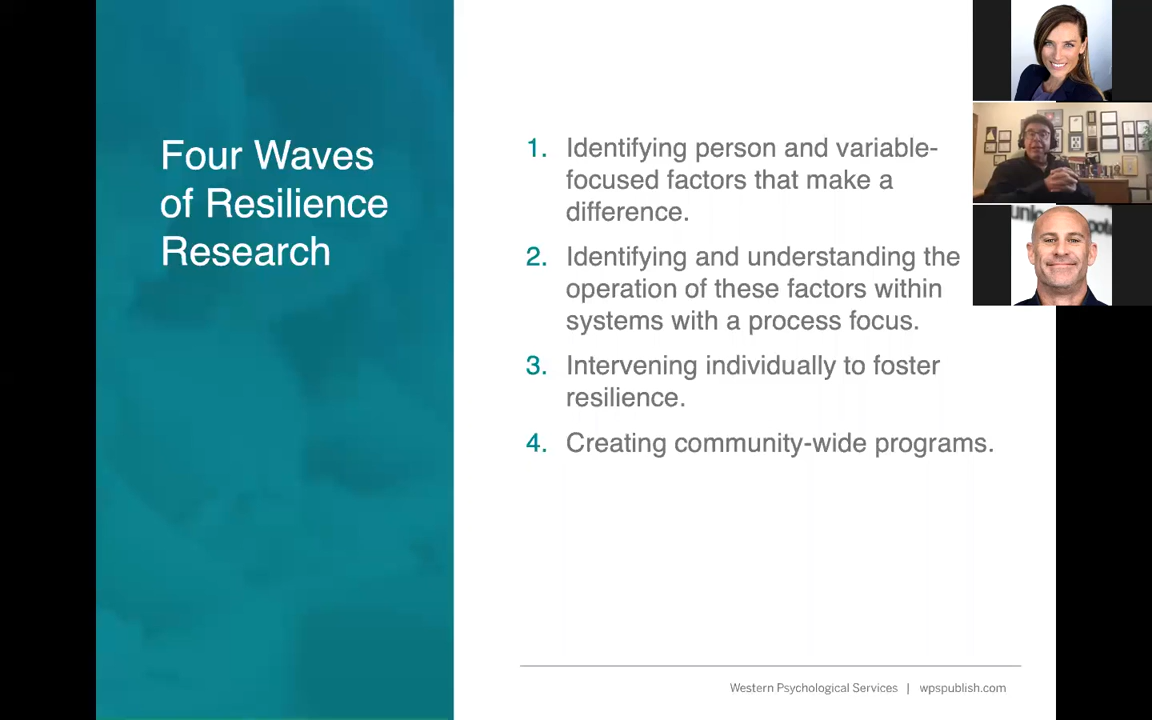 Four Waves
of Resilience
Research
1. Identifying person and variable-
focused factors that make a
difference.
2. Identifying and understanding the
operation of these factors within
systems with a process focus.
3. Intervening individually to foster
resilience.
4. Creating community-wide programs.
Western Psychological Services | wpspublish.com